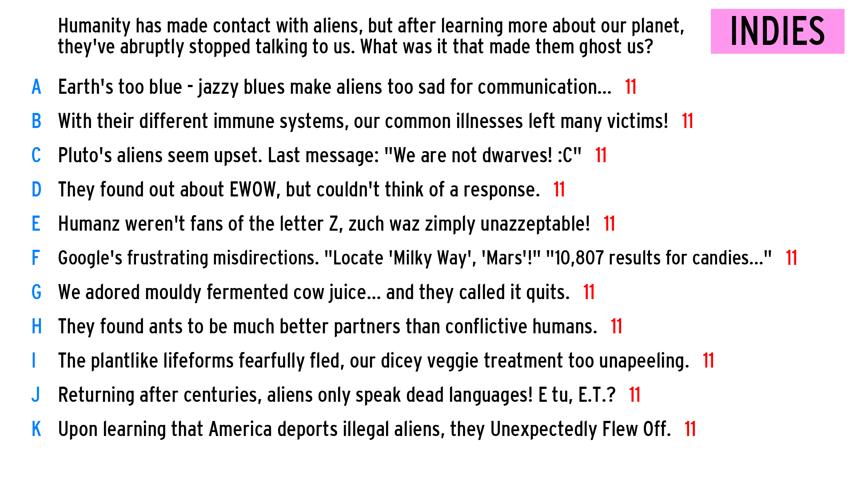 Humanity has made contact with aliens, but after learning more about our planet,
they've abruptly stopped talking to us. What was it that made them ghost us?
INDIES
A Earth's too blue - jazzy blues make aliens too sad for communication... 11
B With their different immune systems, our common illnesses left many victims! 11
C Pluto's aliens seem upset. Last message: "We are not dwarves! :C" 11
D They found out about EWOW, but couldn't think of a response. 11
E Humanz weren't fans of the letter Z, zuch waz zimply unazzeptable! 11
F Google's frustrating misdirections. "Locate 'Milky Way', 'Mars'!" "10,807 results for candies..." 11
G We adored mouldy fermented cow juice... and they called it quits. 11
H They found ants to be much better partners than conflictive humans. 11
I The plantlike lifeforms fearfully fled, our dicey veggie treatment too unapeeling. 11
J Returning after centuries, aliens only speak dead languages! E tu, E.T.? 11
K Upon learning that America deports illegal aliens, they Unexpectedly Flew Off. 11